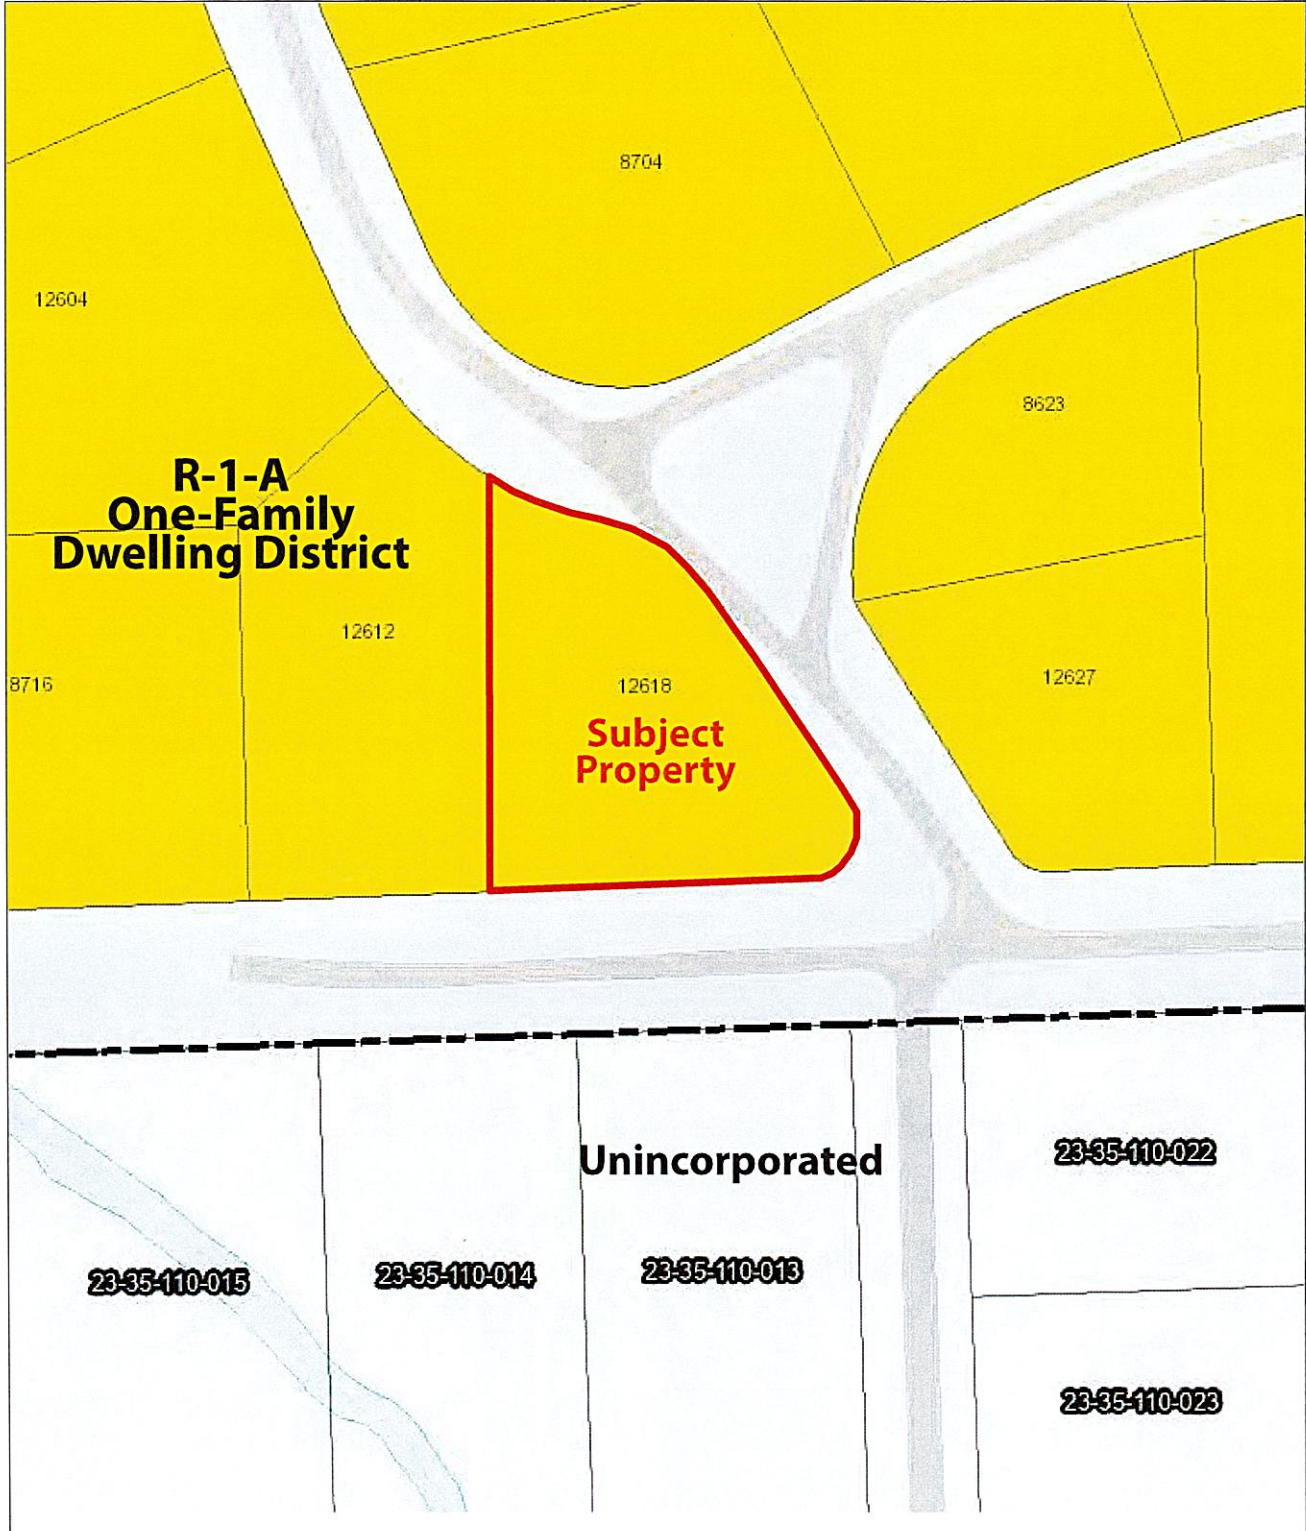 8704
12604
8623
R-1-A
One-Family
Dwelling District
12612
12627
8716
12618
Subject
Property
Unincorporated
23-35-110-022
23-35-110-015
23-35-110-014
23-35-110-013
23-35-110-023